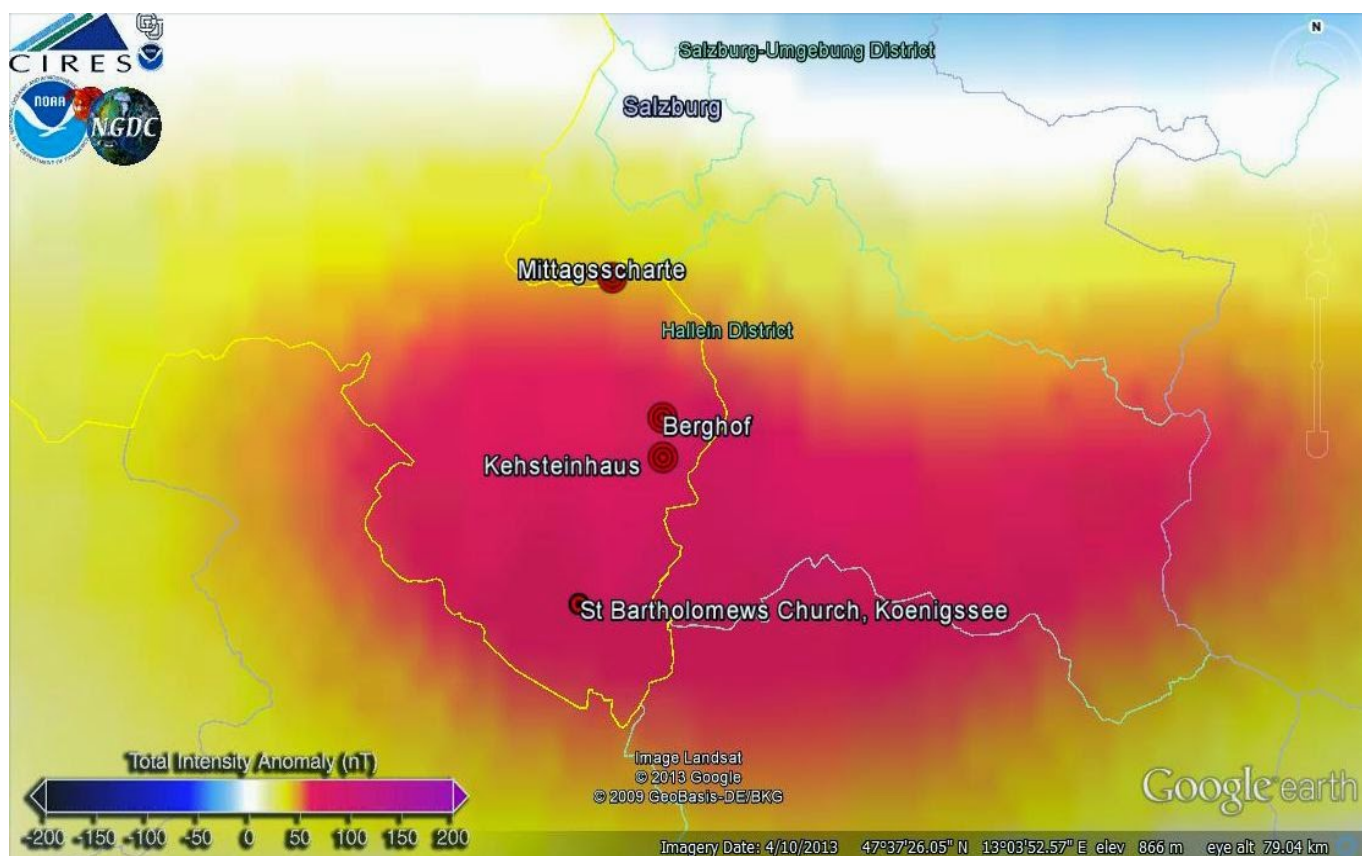 CIRES
NOAA
NGDC
N
Salzburg-Umgebung District
Salzburg
Mittagsscharte
Hallein District
Berghof
Kehsteinhaus
St Bartholomews Church, Koenigssee
Total Intensity Anomaly (nT)
-200 -150 -100 -50 0 50 100 150 200
Image Landsat
© 2013 Google
© 2009 GeoBasis-DE/BKG
Google earth
Imagery Date: 4/10/2013 47°37'26.05" N 13°03'52.57" E elev 866 m eye alt 79.04 km